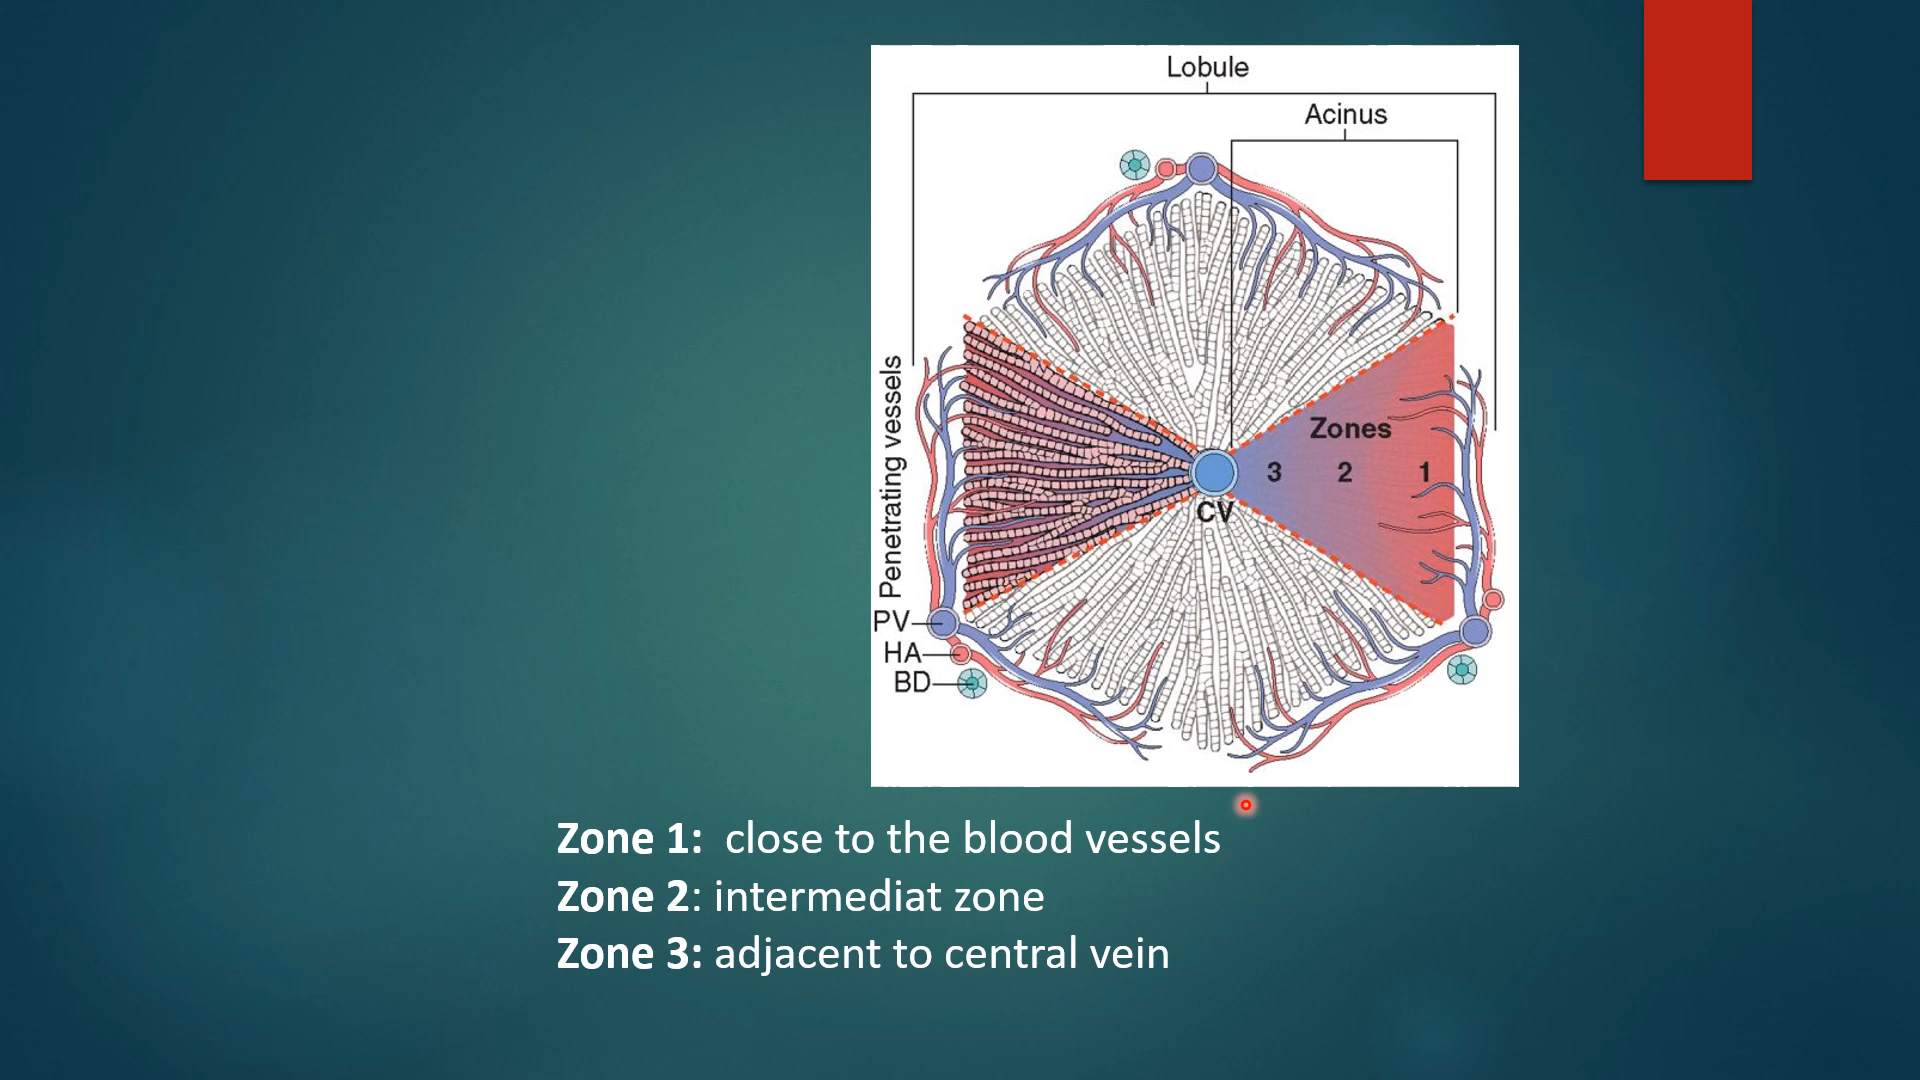 Lobule
Acinus
Penetrating vessels
Zones
3 2 1
CV
PV
HA
BD
Zone 1: close to the blood vessels
Zone 2: intermediat zone
Zone 3: adjacent to central vein